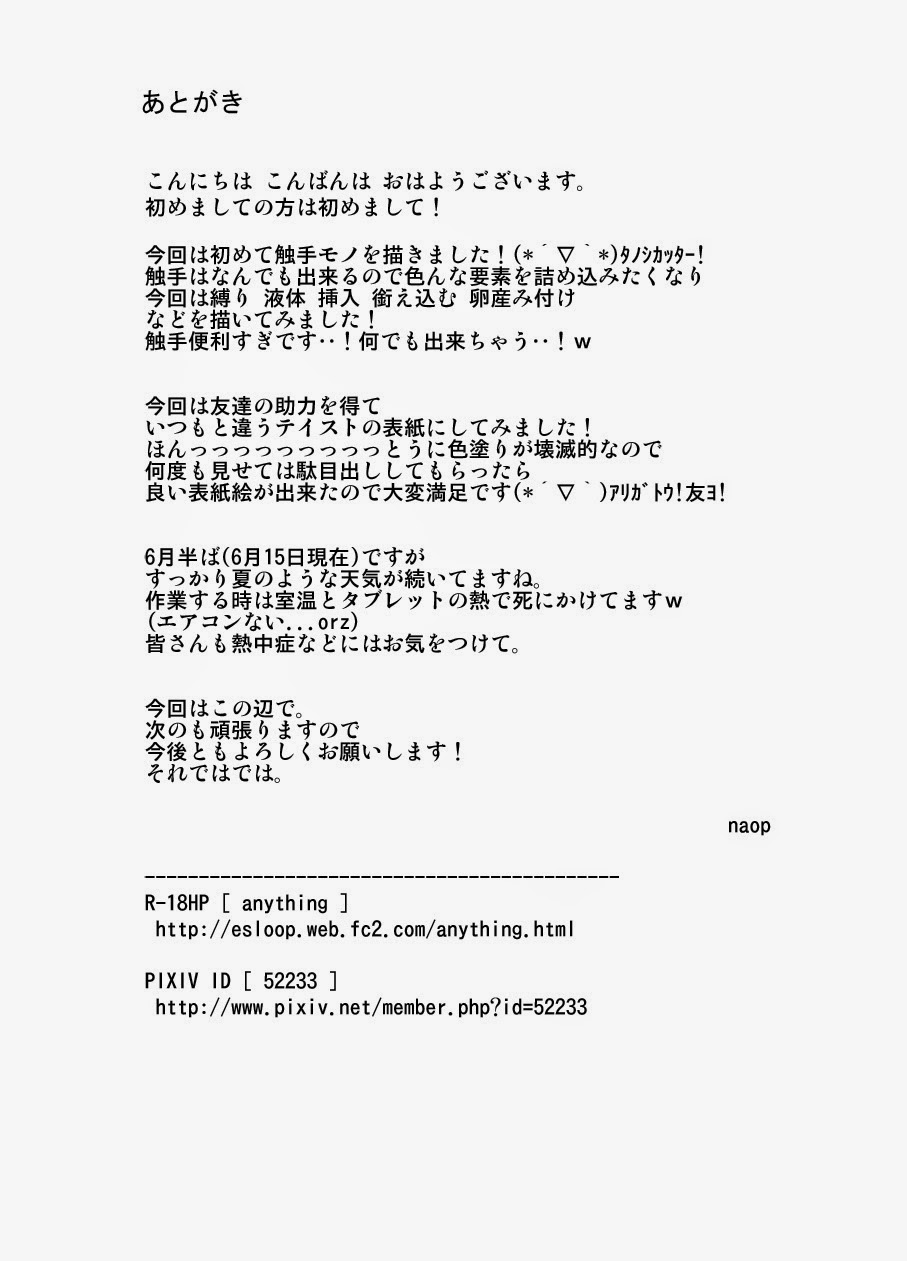 あとがき
こんにちは こんばんは おはようございます。
初めましての方は初めまして！
今回は初めて触手モノを描きました！(*´▽｀*)ﾀﾉｼｶｯﾀｰ!
触手はなんでも出来るので色んな要素を詰め込みたくなり
今回は縛り 液体 挿入 銜え込む 卵産み付け
などを描いてみました！
触手便利すぎです‥！何でも出来ちゃう‥！ｗ
今回は友達の助力を得て
いつもと違うテイストの表紙にしてみました！
ほんっっっっっっっっっとうに色塗りが壊滅的なので
何度も見せては駄目出ししてもらったら
良い表紙絵が出来たので大変満足です(*´▽｀)ｱﾘｶﾞﾄｳ!友ﾖ!
6月半ば(6月15日現在)ですが
すっかり夏のような天気が続いてますね。
作業する時は室温とタブレットの熱で死にかけてますｗ
(エアコンない...orz)
皆さんも熱中症などにはお気をつけて。
今回はこの辺で。
次のも頑張りますので
今後ともよろしくお願いします！
それではでは。
naop
--------------------------------------------
R-18HP [ anything ]
http://esloop.web.fc2.com/anything.html
PIXIV ID [ 52233 ]
http://www.pixiv.net/member.php?id=52233